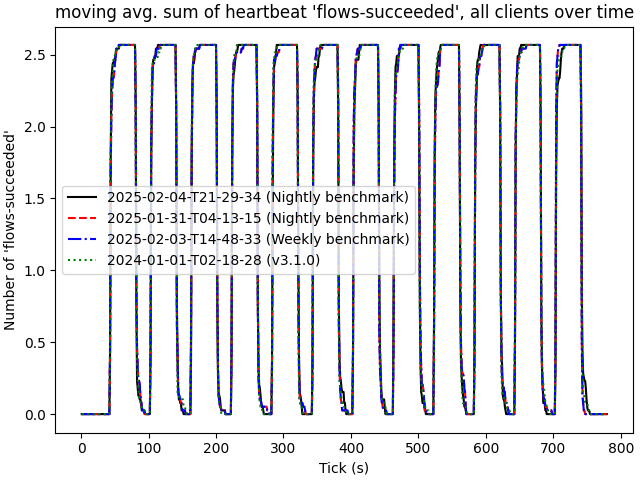 moving avg. sum of heartbeat 'flows-succeeded', all clients over time
Number of 'flows-succeeded'
2.5
2.0
1.5
1.0
0.5
0.0
2025-02-04-T21-29-34 (Nightly benchmark)
2025-01-31-T04-13-15 (Nightly benchmark)
2025-02-03-T14-48-33 (Weekly benchmark)
2024-01-01-T02-18-28 (v3.1.0)
0 100 200 300 400 500 600 700 800
Tick (s)